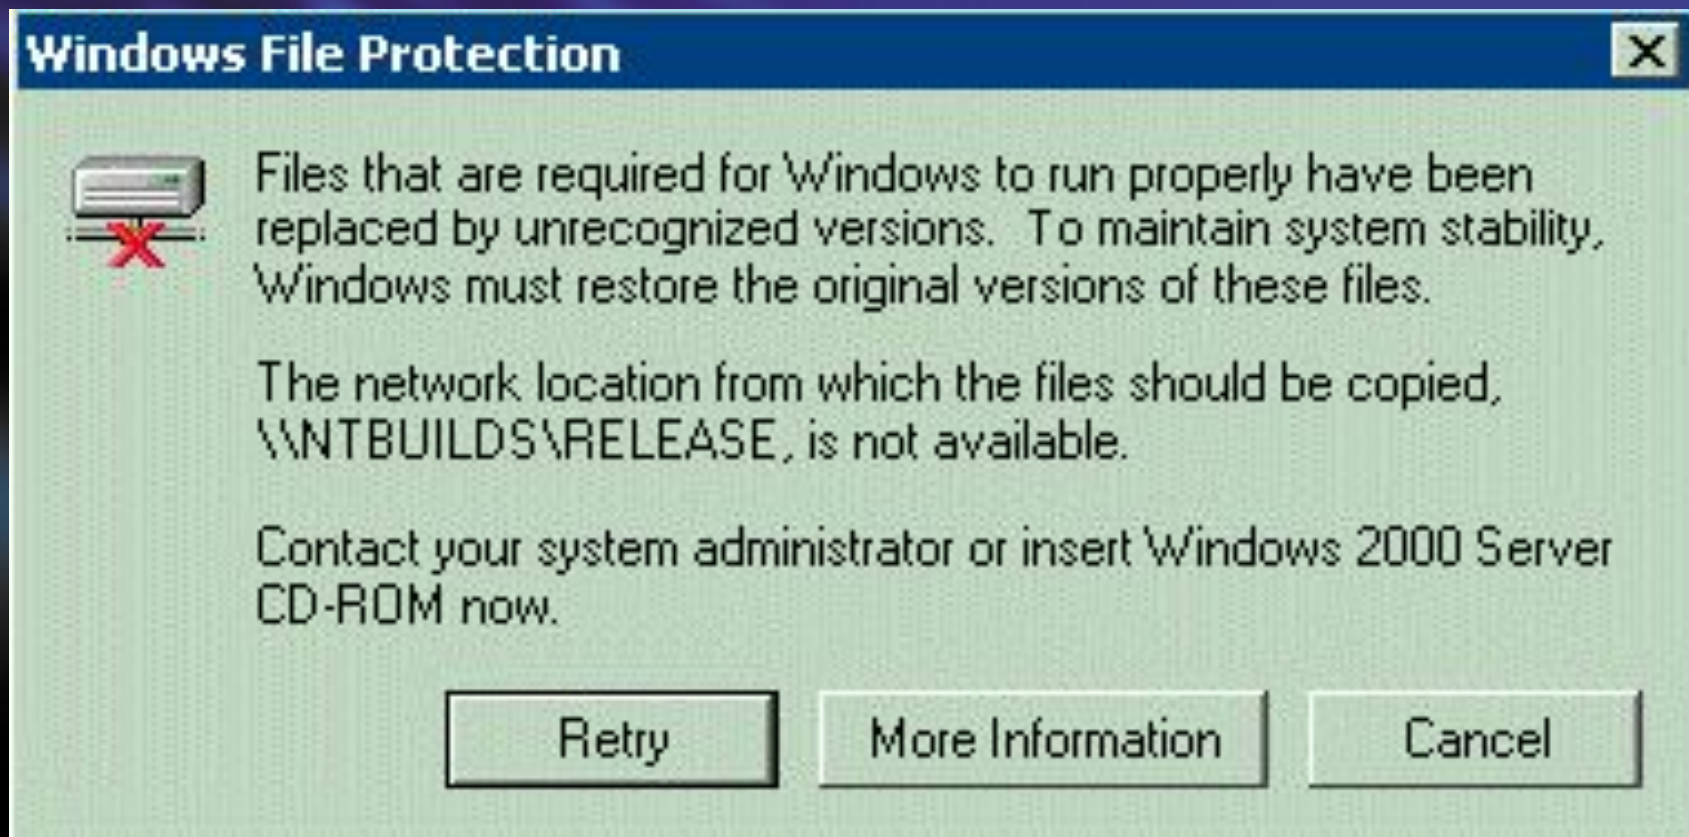 Windows File Protection
Files that are required for Windows to run properly have been
replaced by unrecognized versions.  To maintain system stability,
Windows must restore the original versions of these files.
The network location from which the files should be copied,
\\NTBUILDS\RELEASE, is not available.
Contact your system administrator or insert Windows 2000 Server
CD-ROM now.
Retry
More Information
Cancel